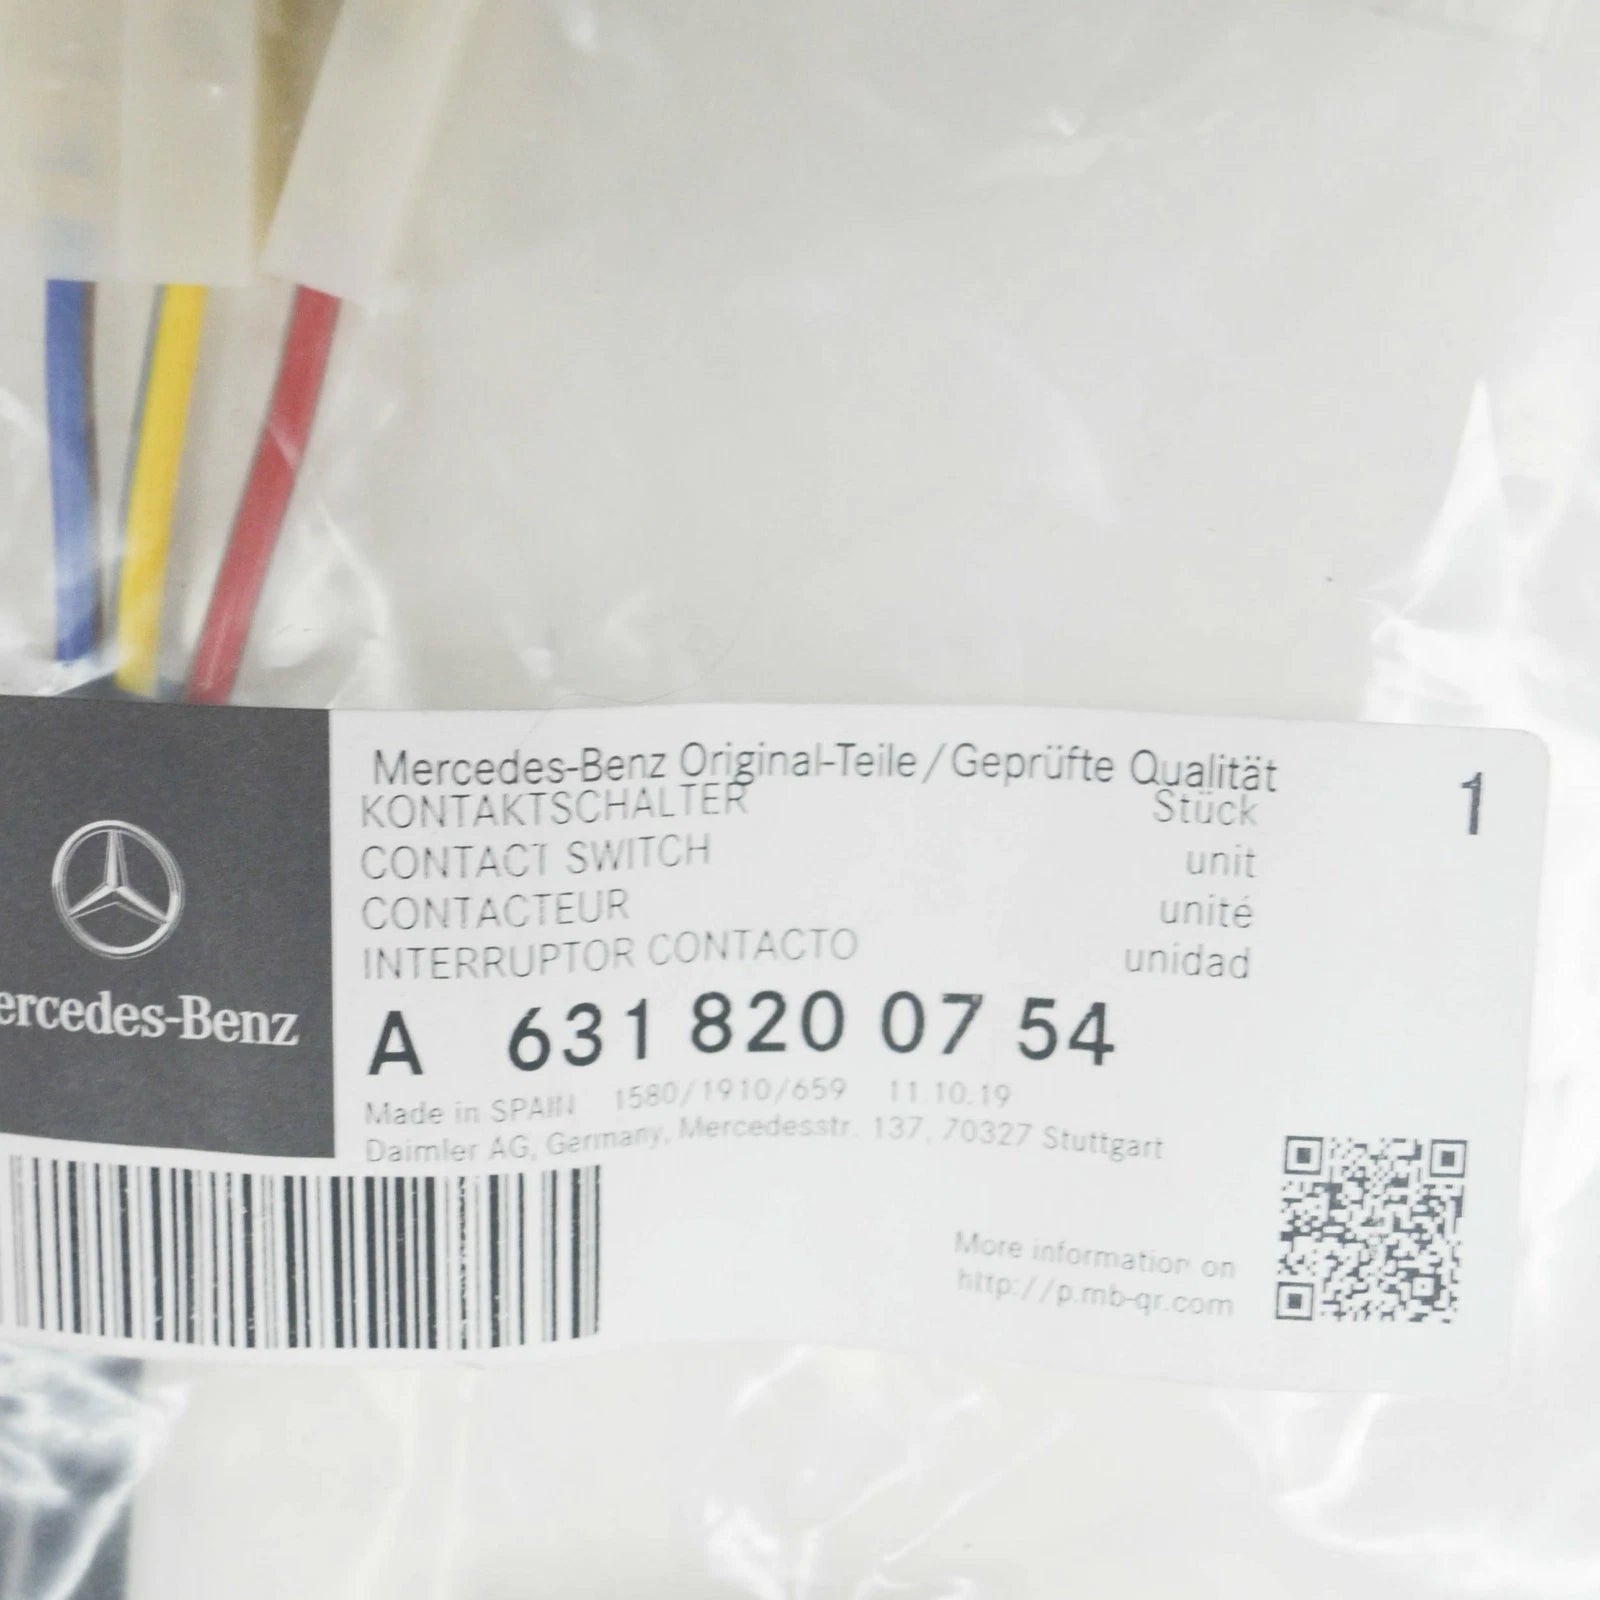 Mercedes-Benz Original-Teile/Geprüfte Qualität
KONTAKTSCHALTER Stück 1
CONTACT SWITCH unit
CONTACTEUR unité
INTERRUPTOR CONTACTO unidad
ercedes-Benz
A 631 820 07 54
Made in SPAIN 1580/1910/659 11.10.19
Daimler AG, Germany, Mercedesstr. 137, 70327 Stuttgart
More information on
http://p.mb-qr.com